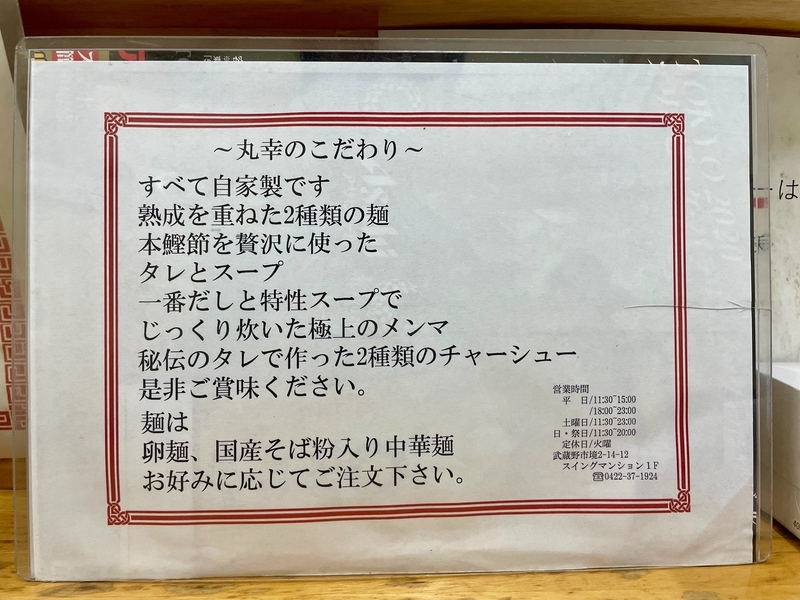 ～丸幸のこだわり～
すべて自家製です
熟成を重ねた2種類の麺
本鰹節を贅沢に使った
タレとスープ
一番だしと特性スープで
じっくり炊いた極上のメンマ
秘伝のタレで作った2種類のチャーシュー
是非ご賞味ください。
麺は
卵麺、国産そば粉入り中華麺
お好みに応じてご注文下さい。
営業時間
平　日/11:30~15:00
/18:00~23:00
土曜日/11:30~23:00
日・祭日/11:30~20:00
定休日/火曜
武蔵野市境2-14-12
スイングマンション１F
☏0422-37-1924
ーは